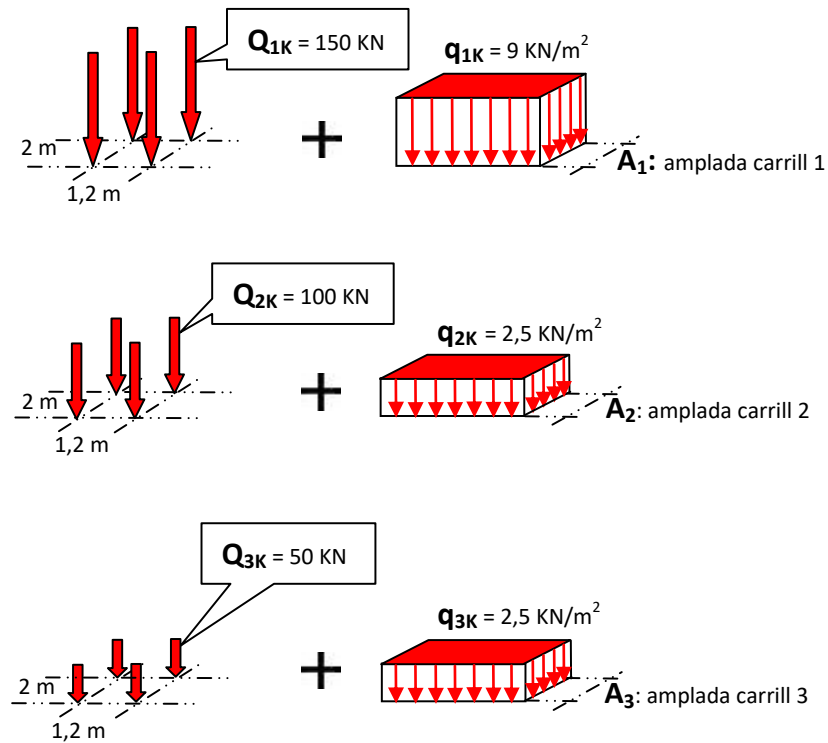 Q1K = 150 KN
q1K = 9 KN/m2
2 m
1,2 m
A1: amplada carrill 1
Q2K = 100 KN
q2K = 2,5 KN/m2
2 m
1,2 m
A2: amplada carrill 2
Q3K = 50 KN
q3K = 2,5 KN/m2
2 m
1,2 m
A3: amplada carrill 3